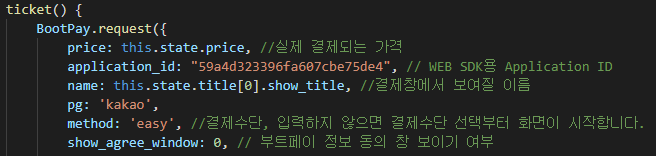 ticket() {
BootPay.request({
price: this.state.price, //실제 결제되는 가격
application_id: "59a4d323396fa607cbe75de4", // WEB SDK용 Application ID
name: this.state.title[0].show_title, //결제창에서 보여질 이름
pg: 'kakao',
method: 'easy', //결제수단, 입력하지 않으면 결제수단 선택부터 화면이 시작합니다.
show_agree_window: 0, // 부트페이 정보 동의 창 보이기 여부